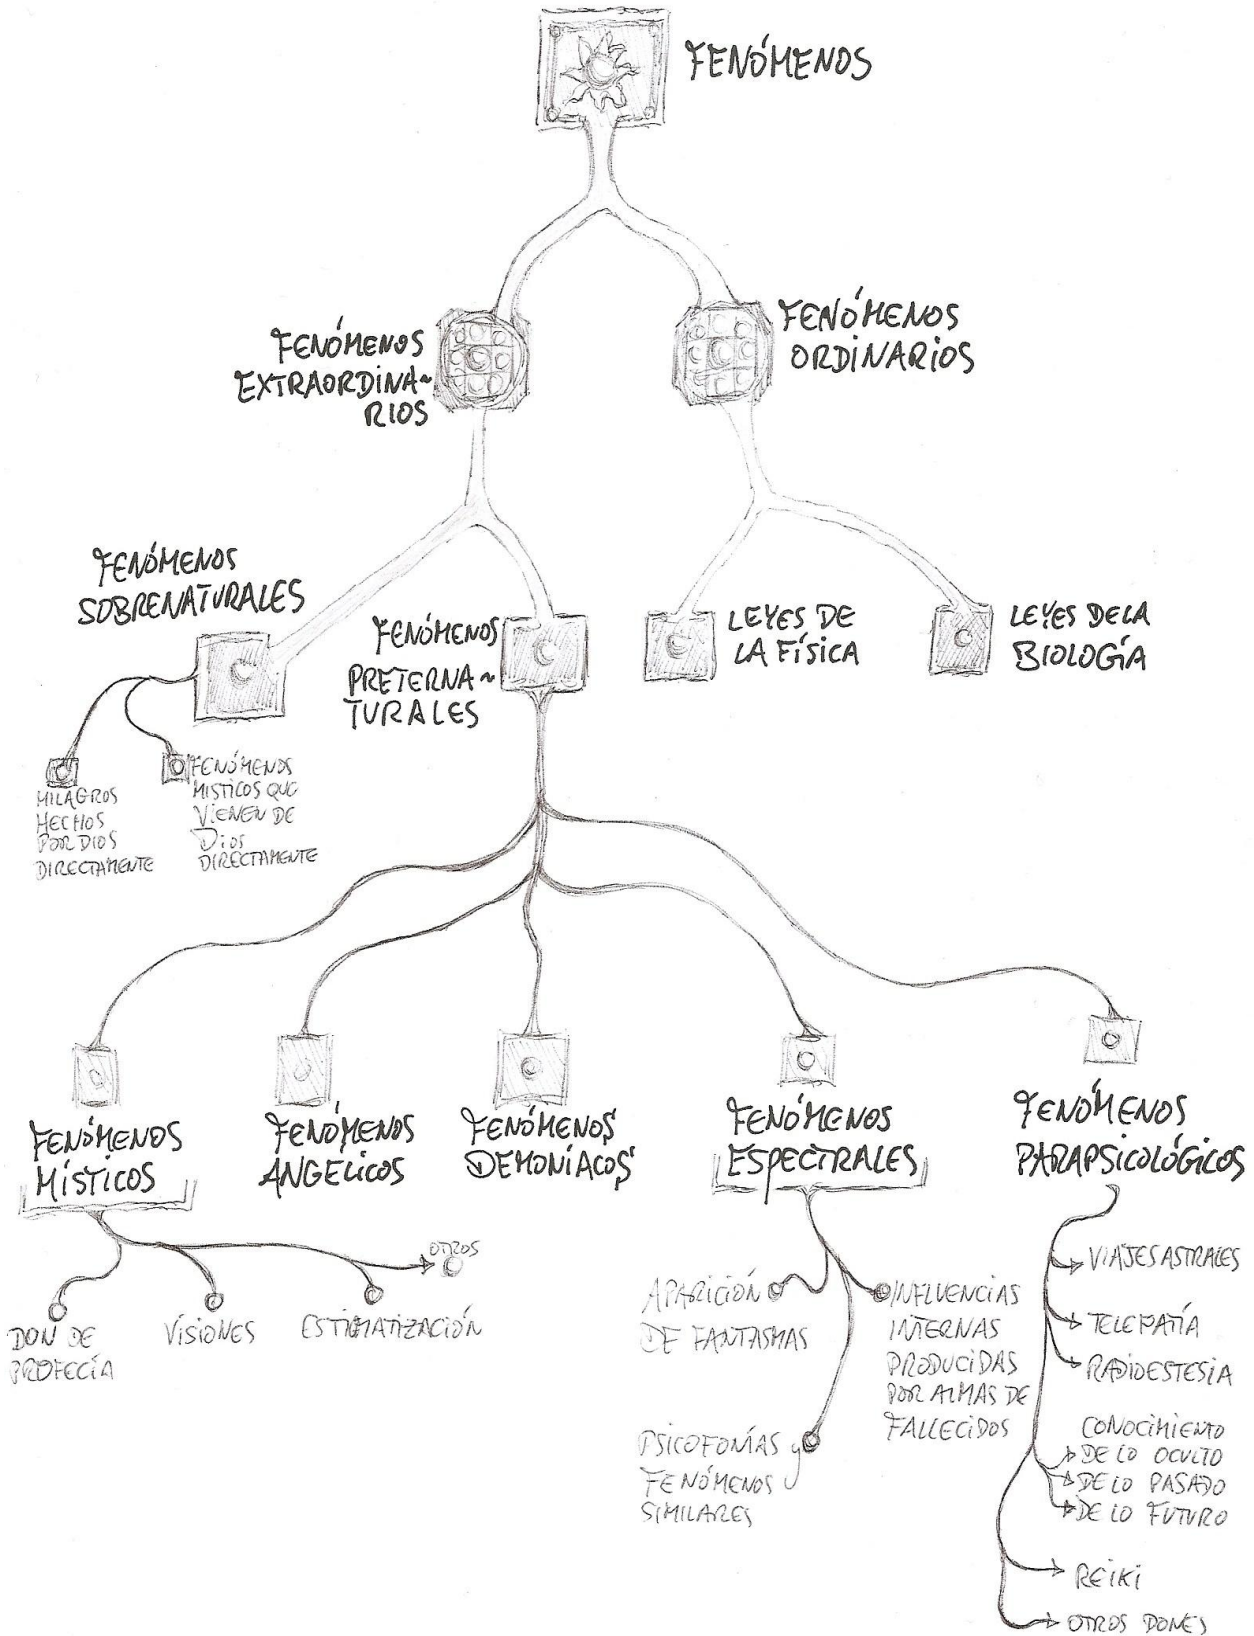 FENÓMENOS
FENÓMENOS
EXTRAORDINA~
RIOS
FENÓMENOS
ORDINARIOS
FENÓMENOS
SOBRENATURALES
FENÓMENOS
PRETERNA~
TURALES
LEYES DE
LA FÍSICA
LEYES DE LA
BIOLOGÍA
MILAGROS
HECHOS
POR DIOS
DIRECTAMENTE
FENÓMENOS
MISTICOS QUE
VIENEN DE
DIOS
DIRECTAMENTE
FENÓMENOS
MÍSTICOS
FENÓMENOS
ANGELICOS
FENÓMENOS
DEMONÍACOS
FENÓMENOS
ESPECTRALES
FENÓMENOS
PARAPSICOLÓGICOS
DON DE
PROFECÍA
VISIONES
ESTIGMATIZACIÓN
OTROS
APARICIÓN
DE FANTASMAS
PSICOFONÍAS y
FENÓMENOS
SIMILARES
INFLUENCIAS
INTERNAS
PRODUCIDAS
POR ALMAS DE
FALLECIDOS
VIAJES ASTRALES
TELEPATÍA
RADIOESTESIA
CONOCIMIENTO
DE LO OCULTO
DE LO PASADO
DE LO FUTURO
REIKI
OTROS DONES